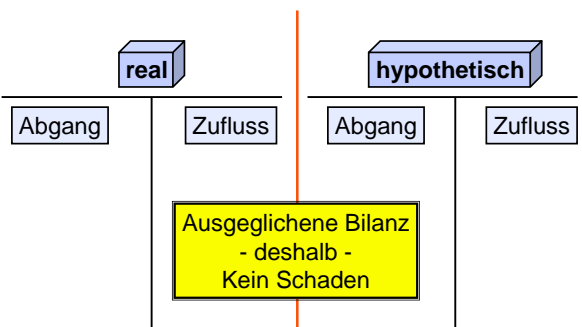 real
hypothetisch
Abgang
Zufluss
Abgang
Zufluss
Ausgeglichene Bilanz
- deshalb -
Kein Schaden